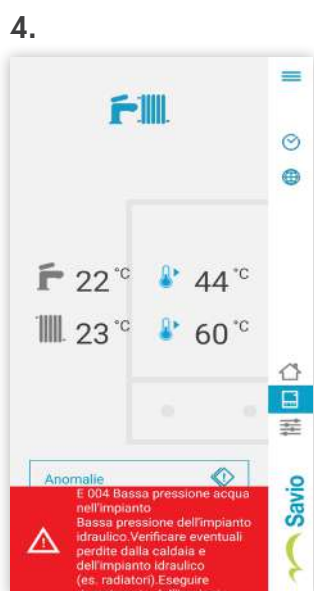 4.
22 °C 44 °C
23 °C 60 °C
Anomalie
E 004 Bassa pressione acqua
nell'impianto
Bassa pressione dell'impianto
idraulico.Verificare eventuali
perdite dalla caldaia e
dell'impianto idraulico
(es. radiatori).Eseguire
Savio